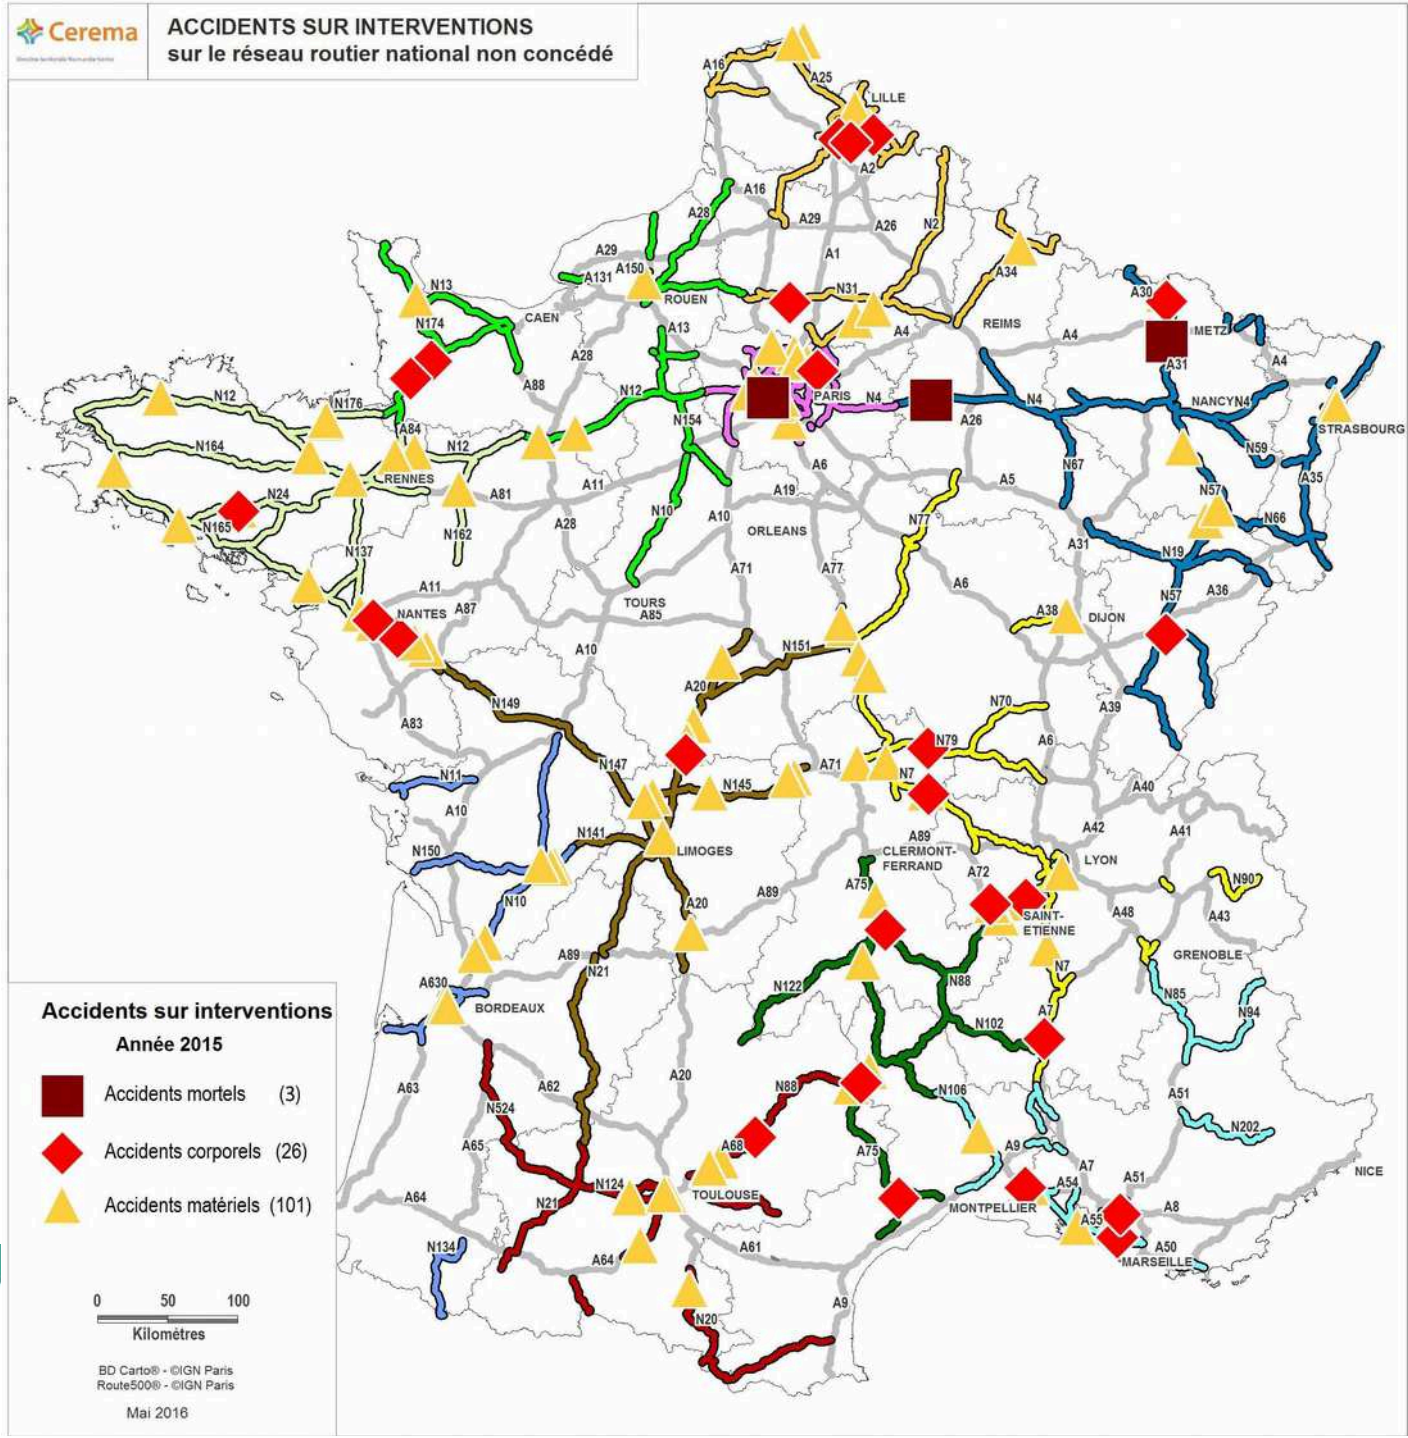 Cerema
ACCIDENTS SUR INTERVENTIONS
sur le réseau routier national non concédé
A16
A25
LILLE
A2
A16
A28
A29
A26
N2
A29
A1
A131
A150
ROUEN
N31
A34
N13
N174
CAEN
A13
A4
REIMS
A30
METZ
A4
A4
A31
A28
A88
N12
PARIS
N4
N4
NANCY
N4
A26
STRASBOURG
N12
N176
A84
N12
N154
N164
RENNES
A81
A11
A6
A5
N67
N59
A35
N24
N165
N162
N137
A28
N10
A10
A19
ORLEANS
N77
N57
N66
A31
N19
A11
A87
NANTES
TOURS
A85
A71
A77
A6
A38
DIJON
N57
A36
A10
N151
A20
N149
A83
N70
A39
A6
N79
N11
N147
N145
A71
N7
A40
A10
N141
LIMOGES
A89
CLERMONT-
FERRAND
A42
A41
LYON
N150
N10
A89
A20
A75
A72
SAINT-
ETIENNE
N90
A48
A43
GRENOBLE
A89
N21
N122
N88
N7
N85
N94
A630
BORDEAUX
N102
A7
A63
A62
A20
N88
N106
A51
N202
N524
A65
A68
A75
A9
A7
A51
NICE
A64
N124
TOULOUSE
N21
MONTPELLIER
A54
A55
A8
A50
MARSEILLE
N134
A64
A61
A9
N20
Accidents sur interventions
Année 2015
Accidents mortels (3)
Accidents corporels (26)
Accidents matériels (101)
0 50 100
Kilomètres
BD Carto® - ©IGN Paris
Route500® - ©IGN Paris
Mai 2016